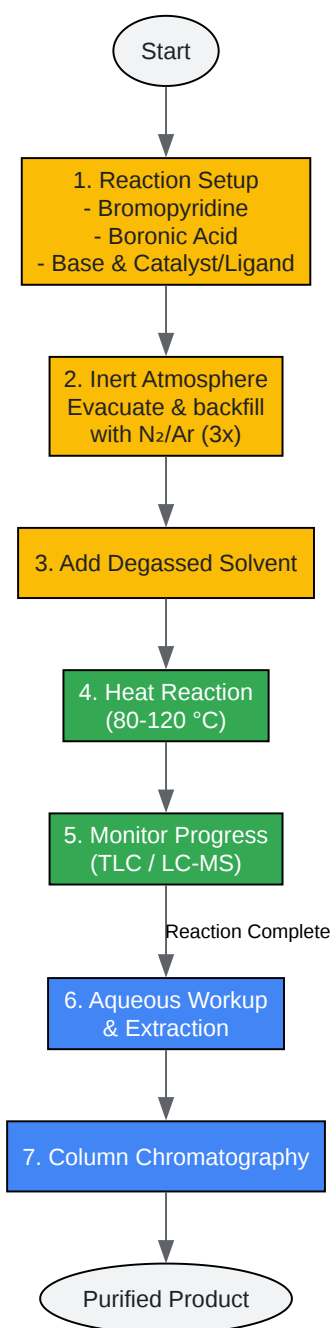 Start
1. Reaction Setup
- Bromopyridine
- Boronic Acid
- Base & Catalyst/Ligand
2. Inert Atmosphere
Evacuate & backfill
with N₂/Ar (3x)
3. Add Degassed Solvent
4. Heat Reaction
(80-120 °C)
5. Monitor Progress
(TLC / LC-MS)
Reaction Complete
6. Aqueous Workup
& Extraction
7. Column Chromatography
Purified Product